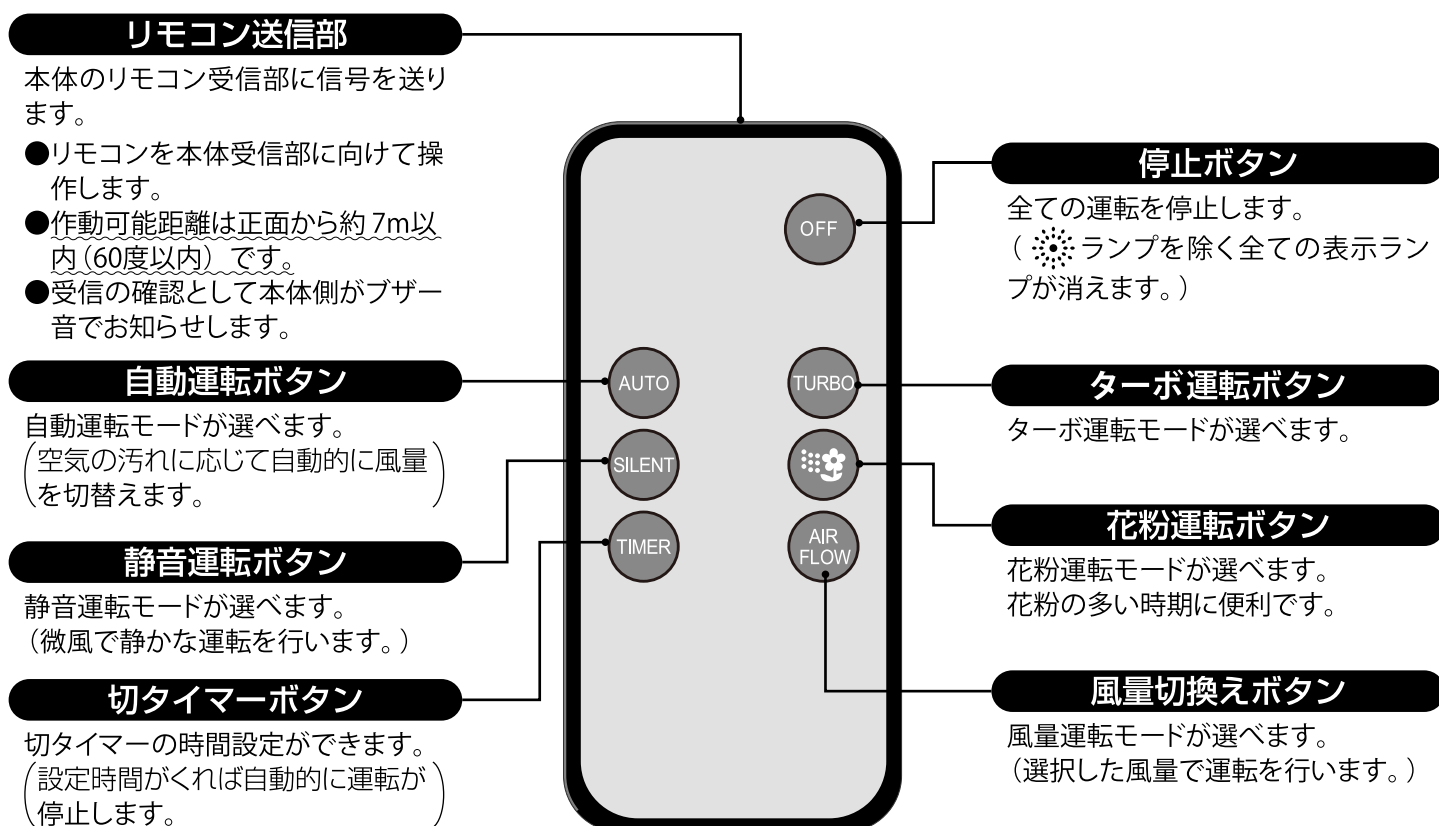 リモコン送信部
本体のリモコン受信部に信号を送り
ます。
●リモコンを本体受信部に向けて操
作します。
●作動可能距離は正面から約 7m以
内(60度以内）です。
●受信の確認として本体側がブザー
音でお知らせします。
自動運転ボタン
自動運転モードが選べます。
(空気の汚れに応じて自動的に風量
を切替えます。)
静音運転ボタン
静音運転モードが選べます。
（微風で静かな運転を行います。）
切タイマーボタン
切タイマーの時間設定ができます。
(設定時間がくれば自動的に運転が
停止します。)
OFF
AUTO
TURBO
SILENT
TIMER
AIR
FLOW
停止ボタン
全ての運転を停止します。
（ ランプを除く全ての表示ラン
プが消えます。）
ターボ運転ボタン
ターボ運転モードが選べます。
花粉運転ボタン
花粉運転モードが選べます。
花粉の多い時期に便利です。
風量切換えボタン
風量運転モードが選べます。
（選択した風量で運転を行います。）